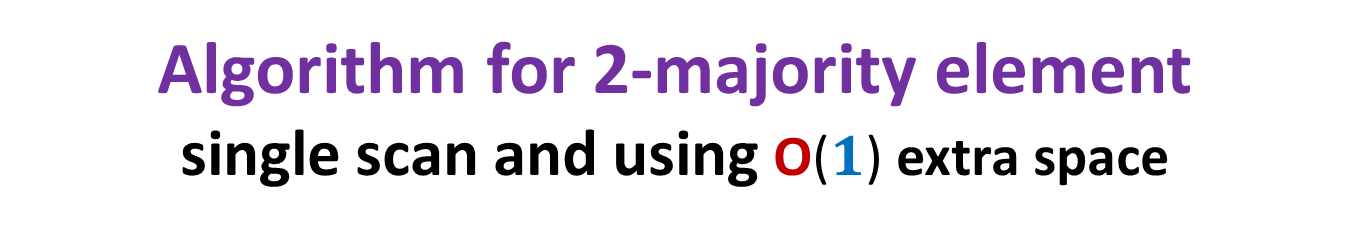 Algorithm for 2-majority element
single scan and using O(1) extra space